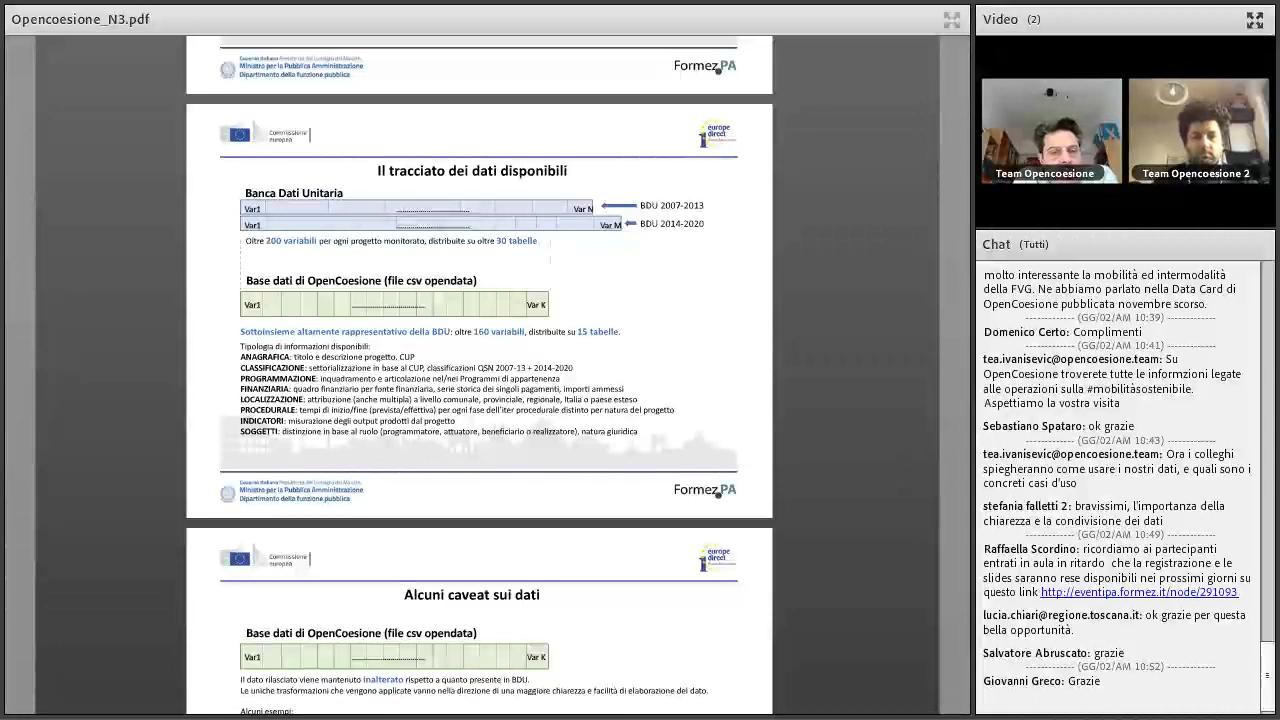 Opencoesione_N3.pdf
Governo Italiano Presidenza del Consiglio dei Ministri
Ministro per la Pubblica Amministrazione
Dipartimento della funzione pubblica
Formez PA
Commissione
europea
europe
direct
Il tracciato dei dati disponibili
Banca Dati Unitaria
Var1 ........................... Var N
BDU 2007-2013
Var1 ........................... Var M
BDU 2014-2020
Oltre 200 variabili per ogni progetto monitorato, distribuite su oltre 30 tabelle
Base dati di OpenCoesione (file csv opendata)
Var1 ........................... Var K
Sottoinsieme altamente rappresentativo della BDU: oltre 160 variabili, distribuite su 15 tabelle.
Tipologia di informazioni disponibili:
ANAGRAFICA: titolo e descrizione progetto, CUP
CLASSIFICAZIONE: settorializzazione in base al CUP, classificazioni QSN 2007-13 + 2014-2020
PROGRAMMAZIONE: inquadramento e articolazione nel/nei Programmi di appartenenza
FINANZIARIA: quadro finanziario per fonte finanziaria, serie storica dei singoli pagamenti, importi ammessi
LOCALIZZAZIONE: attribuzione (anche multipla) a livello comunale, provinciale, regionale, Italia o paese esteso
PROCEDURALE: tempi di inizio/fine (prevista/effettiva) per ogni fase dell'iter procedurale distinto per natura del progetto
INDICATORI: misurazione degli output prodotti dal progetto
SOGGETTI: distinzione in base al ruolo (programmatore, attuatore, beneficiario o realizzatore), natura giuridica
Governo Italiano Presidenza del Consiglio dei Ministri
Ministro per la Pubblica Amministrazione
Dipartimento della funzione pubblica
Formez PA
Commissione
europea
europe
direct
Alcuni caveat sui dati
Base dati di OpenCoesione (file csv opendata)
Var1 ........................... Var K
Il dato rilasciato viene mantenuto inalterato rispetto a quanto presente in BDU.
Le uniche trasformazioni che vengono applicate vanno nella direzione di una maggiore chiarezza e facilità di elaborazione del dato.
Alcuni esempi:
Video (2)
Team Opencoesione
Team Opencoesione 2
Chat (Tutti)
molto interessante la mobilità ed intermodalità
della FVG. Ne abbiamo parlato nella Data Card di
OpenCoesione pubblicata novembre scorso.
--------------- (GG/02/AM 10:39) ---------------
Domenico Certo: Complimenti
--------------- (GG/02/AM 10:41) ---------------
tea.ivanisevic@opencoesione.team: Su
OpenCoesione troverete tutte le informzioni legate
alle operazioni sulla #mobilitàsostenibile.
Aspettiamo la vostra visita
Sebastiano Spataro: ok grazie
--------------- (GG/02/AM 10:43) ---------------
tea.ivanisevic@opencoesione.team: Ora i colleghi
spiegheranno come usare i nostri dati, e quali sono i
concreti casi d'uso
stefania falletti 2: bravissimi, l'importanza della
chiarezza e la condivisione dei dati
--------------- (GG/02/AM 10:49) ---------------
Raffaella Scordino: ricordiamo ai partecipanti
entrati in aula in ritardo che la registrazione e le
slides saranno rese disponibili nei prossimi giorni su
questo link http://eventipa.formez.it/node/291093
lucia.chiari@regione.toscana.it: ok grazie per questa
bella opportunità.
Salvatore Abruscato: grazie
--------------- (GG/02/AM 10:52) ---------------
Giovanni Greco: Grazie